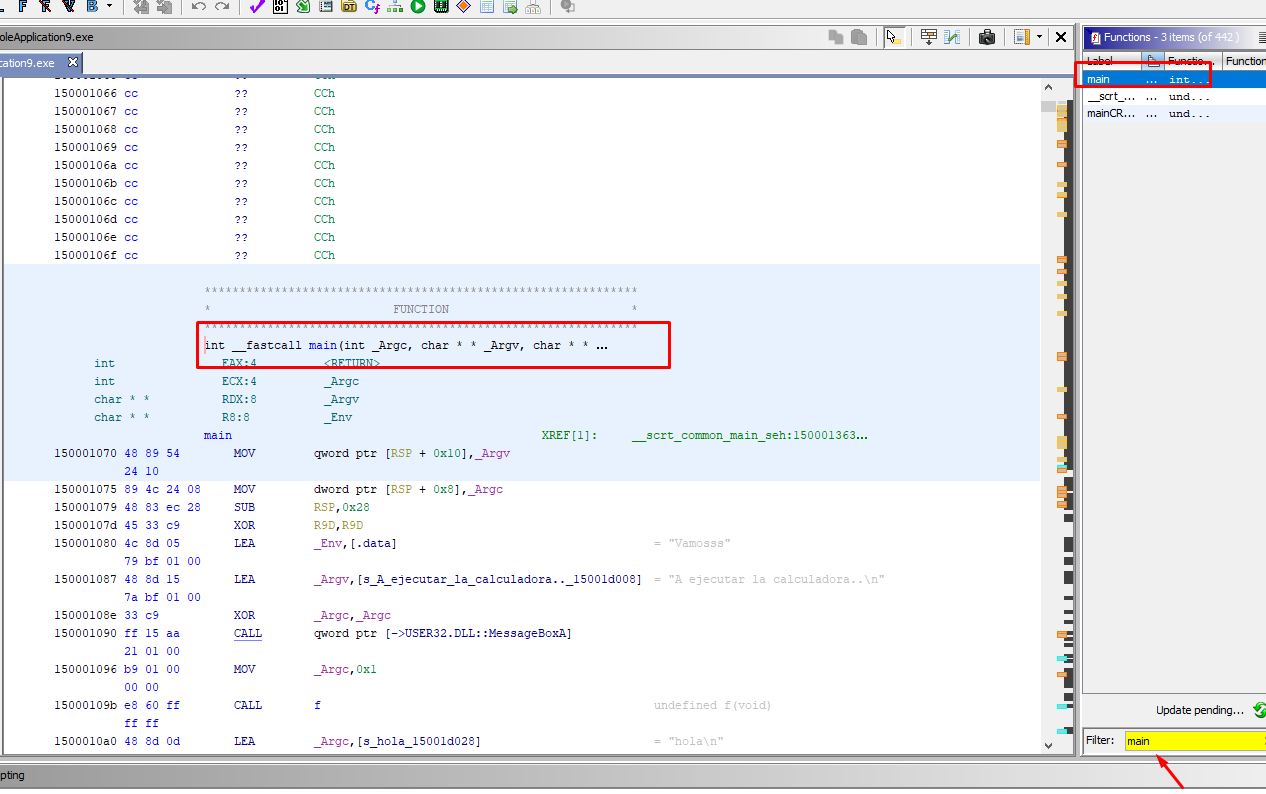 oleApplication9.exe
cation9.exe
Functions - 3 items (of 442 )
Label Functio... Function
main ... int...
__scrt_... ... und...
mainCR... ... und...
150001066 cc ?? CCh
150001067 cc ?? CCh
150001068 cc ?? CCh
150001069 cc ?? CCh
15000106a cc ?? CCh
15000106b cc ?? CCh
15000106c cc ?? CCh
15000106d cc ?? CCh
15000106e cc ?? CCh
15000106f cc ?? CCh
**************************************************************
* FUNCTION *
**************************************************************
int __fastcall main(int _Argc, char * * _Argv, char * * ...
int EAX:4 <RETURN>
int ECX:4 _Argc
char * * RDX:8 _Argv
char * * R8:8 _Env
main XREF[1]: __scrt_common_main_seh:150001363...
150001070 48 89 54 MOV qword ptr [RSP + 0x10],_Argv
24 10
150001075 89 4c 24 08 MOV dword ptr [RSP + 0x8],_Argc
150001079 48 83 ec 28 SUB RSP,0x28
15000107d 45 33 c9 XOR R9D,R9D
150001080 4c 8d 05 LEA _Env,[.data] = "Vamosss"
79 bf 01 00
150001087 48 8d 15 LEA _Argv,[s_A_ejecutar_la_calculadora.._15001d008] = "A ejecutar la calculadora..\n"
7a bf 01 00
15000108e 33 c9 XOR _Argc,_Argc
150001090 ff 15 aa CALL qword ptr [->USER32.DLL::MessageBoxA]
21 01 00
150001096 b9 01 00 MOV _Argc,0x1
00 00
15000109b e8 60 ff CALL f undefined f(void)
ff ff
1500010a0 48 8d 0d LEA _Argc,[s_hola_15001d028] = "hola\n"
Update pending...
Filter: main
pting